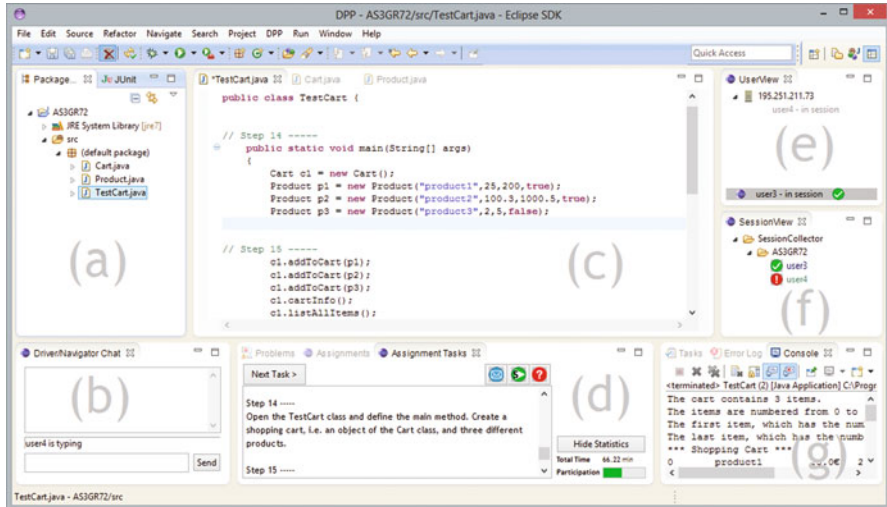 DPP - AS3GR72/src/TestCart.java - Eclipse SDK
File Edit Source Refactor Navigate Search Project DPP Run Window Help
Quick Access
Package...
JUnit
AS3GR72
JRE System Library [jre7]
src
(default package)
Cart.java
Product.java
TestCart.java
(a)
*TestCart.java
Cart.java
Product.java
public class TestCart {
// Step 14 -----
public static void main(String[] args)
{
Cart c1 = new Cart();
Product p1 = new Product("product1",25,200,true);
Product p2 = new Product("product2",100.3,1000.5,true);
Product p3 = new Product("product3",2,5,false);
// Step 15 -----
c1.addToCart(p1);
c1.addToCart(p2);
c1.addToCart(p3);
c1.cartInfo();
c1.listAllItems();
(c)
UserView
195.251.211.73
user4 - in session
(e)
user3 - in session
SessionView
SessionCollector
AS3GR72
user3
user4
(f)
Driver/Navigator Chat
(b)
user4 is typing
Send
Problems
Assignments
Assignment Tasks
Next Task >
Step 14 -----
Open the TestCart class and define the main method. Create a
shopping cart, i.e. an object of the Cart class, and three different
products.
Step 15 -----
(d)
Hide Statistics
Total Time 66.22 min
Participation
Tasks
Error Log
Console
<terminated> TestCart (2) [Java Application] C:\Progr
The cart contains 3 items.
The items are numbered from 0 to
The first item, which has the num
The last item, which has the numb
*** Shopping Cart ***
0 product1 2
(g)
TestCart.java - AS3GR72/src